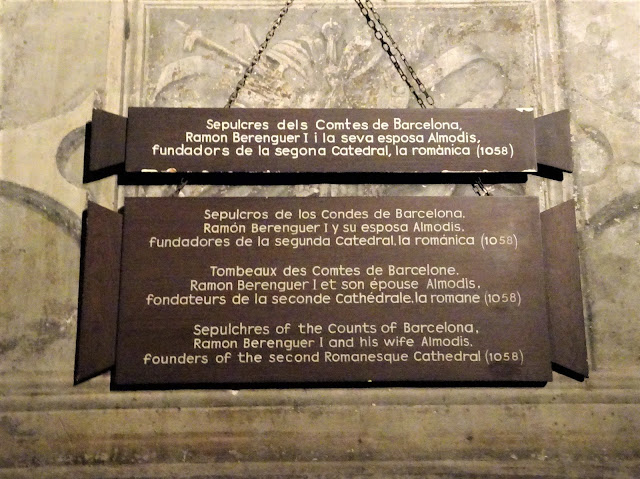 Sepulcres dels Comtes de Barcelona,
Ramon Berenguer I i la seva esposa Almodis,
fundadors de la segona Catedral, la romànica (1058)
Sepulcros de los Condes de Barcelona.
Ramón Berenguer I y su esposa Almodis.
fundadores de la segunda Catedral. la románica (1058)
Tombeaux des Comtes de Barcelone.
Ramon Berenguer I et son épouse Almodis,
fondateurs de la seconde Cathédrale. la romane (1058)
Sepulchres of the Counts of Barcelona,
Ramon Berenguer I and his wife Almodis.
founders of the second Romanesque Cathedral (1058)